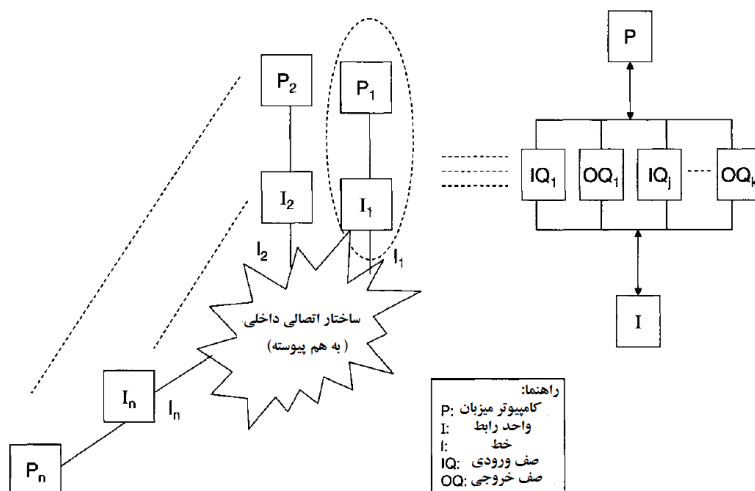 P
P₂
P₁
IQ₁
OQ₁
IQⱼ
OQₖ
I₂
I₁
l₂
l₁
I
ساختار اتصالی داخلی
(به هم پیوسته)
Iₙ
lₙ
Pₙ
راهنما:
P: کامپیوتر میزبان
I: واحد رابط
l: خط
IQ: صف ورودی
OQ: صف خروجی